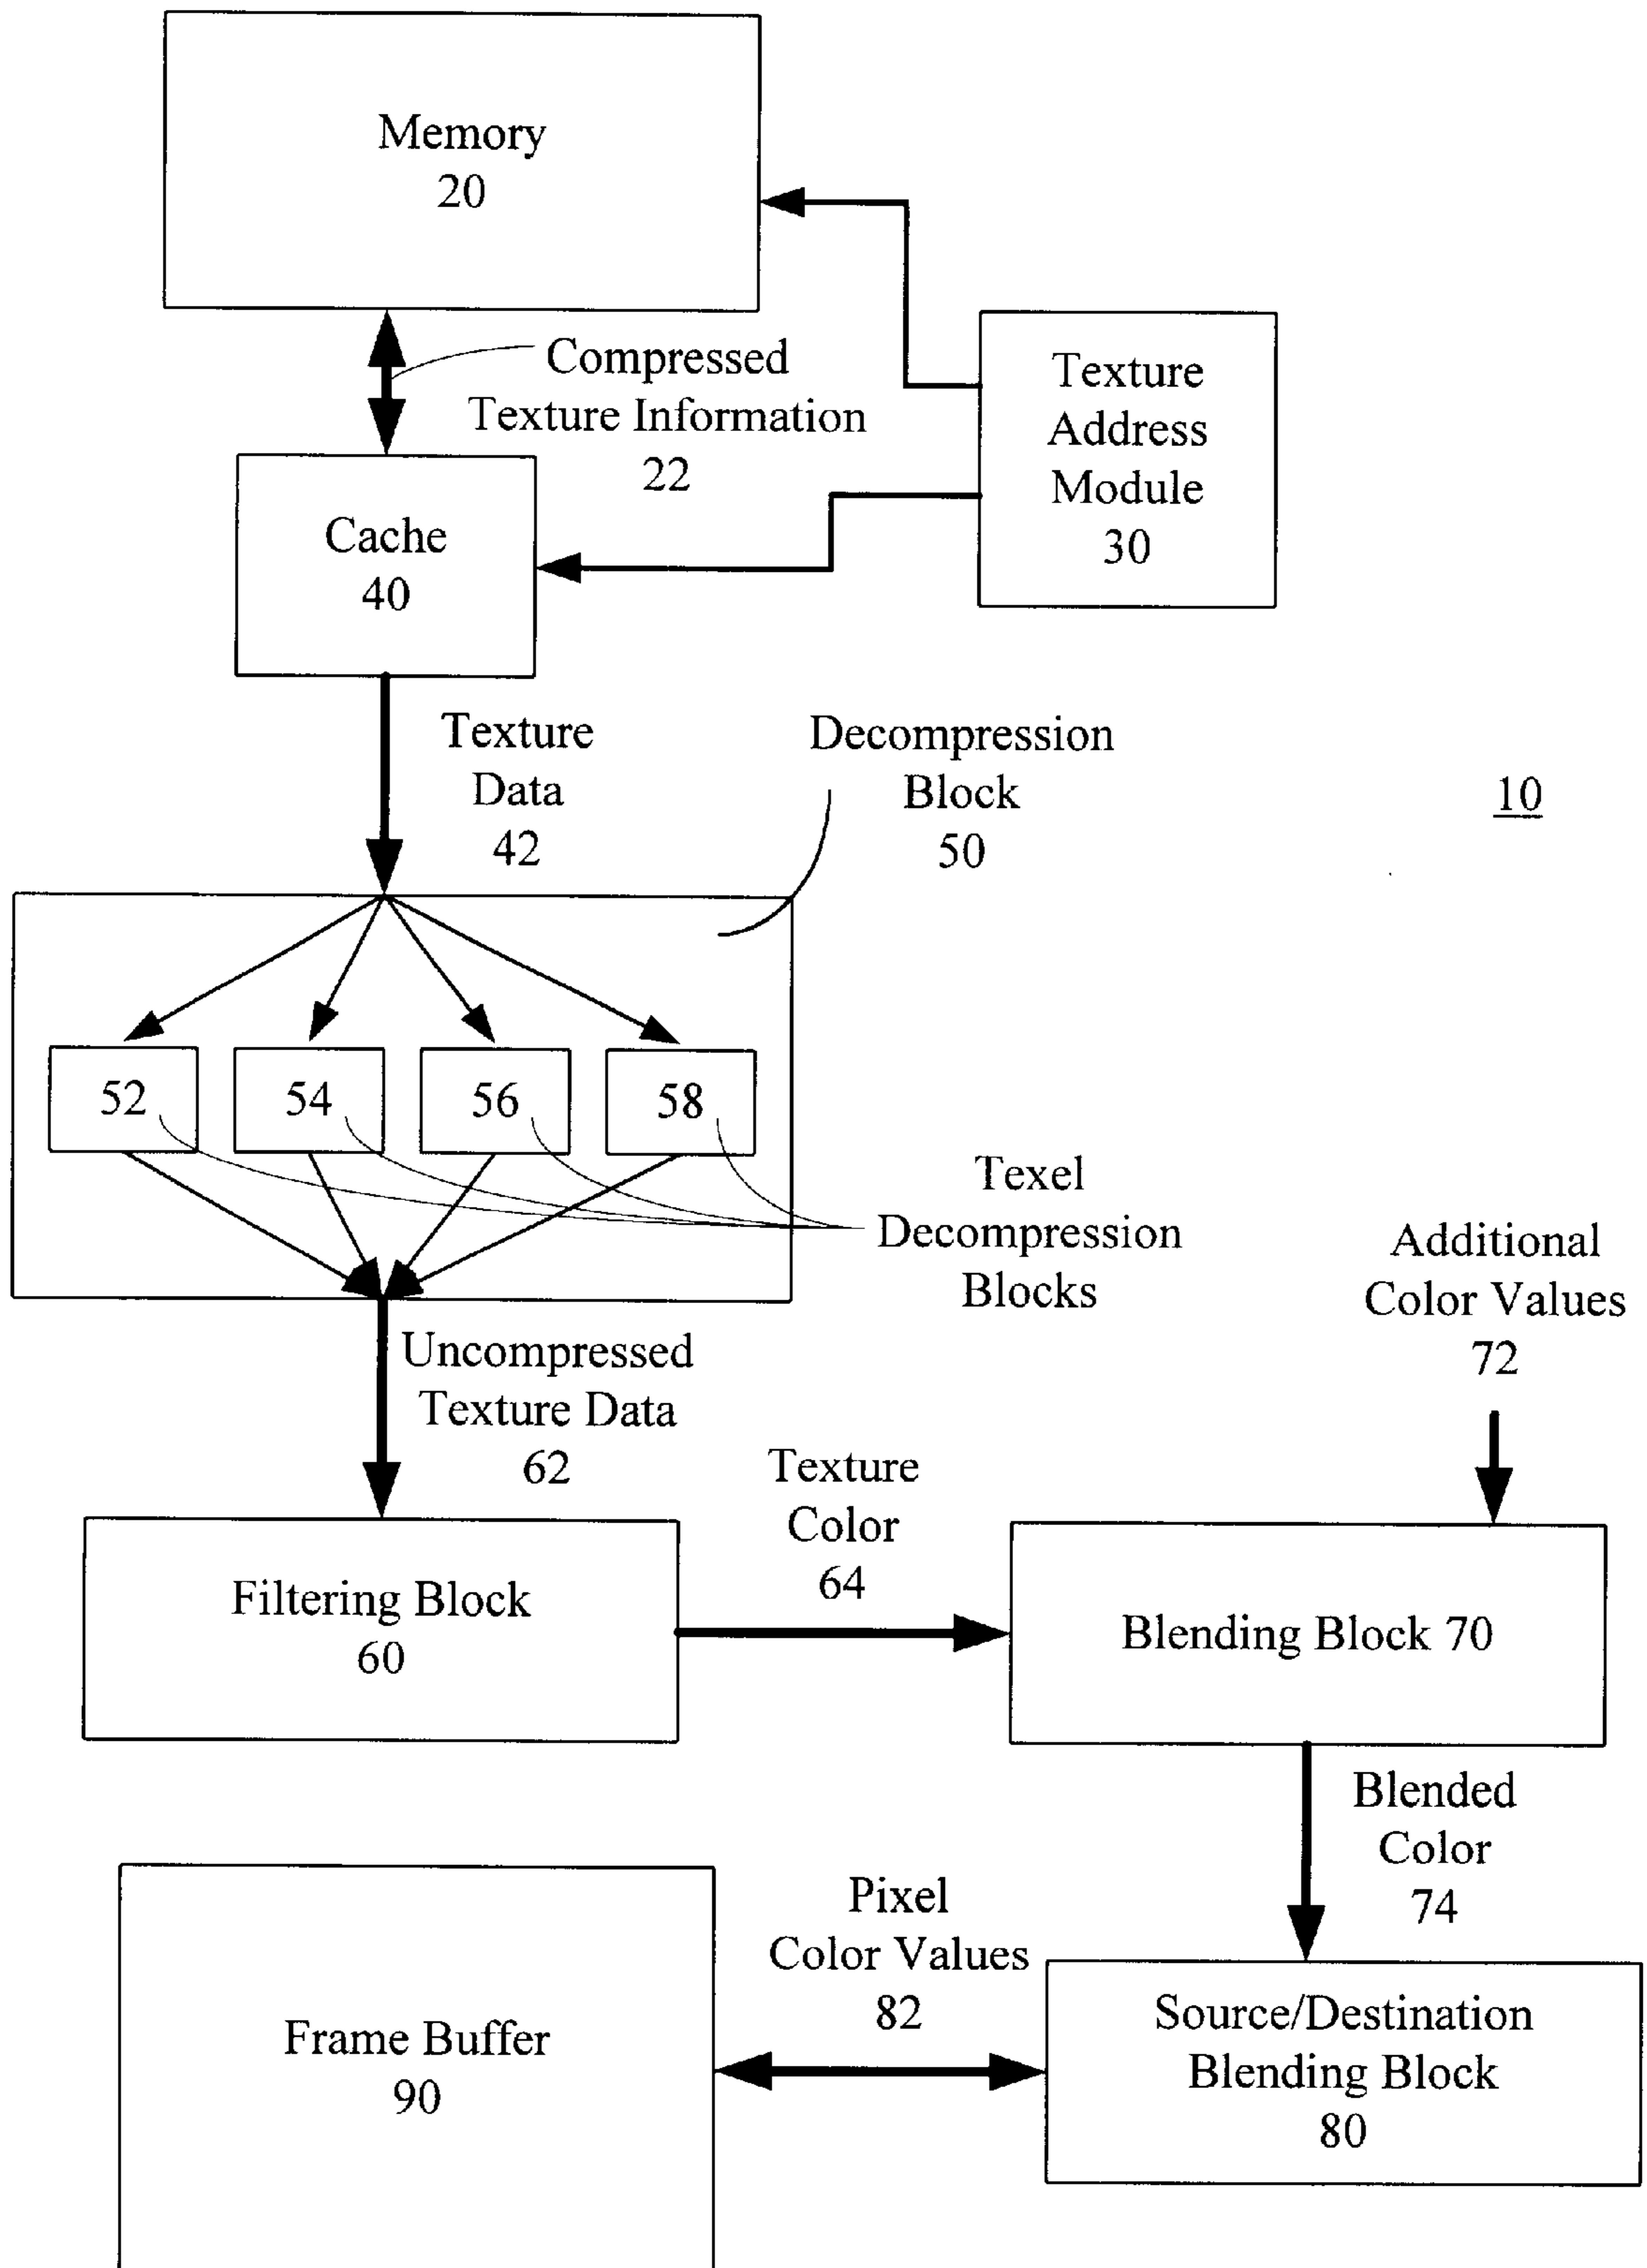 Memory
20
Compressed
Texture Information
22
Texture
Address
Module
30
Cache
40
Texture
Data
42
Decompression
Block
50
10
52
54
56
58
Texel
Decompression
Blocks
Additional
Color Values
72
Uncompressed
Texture Data
62
Texture
Color
64
Filtering Block
60
Blending Block 70
Blended
Color
74
Pixel
Color Values
82
Frame Buffer
90
Source/Destination
Blending Block
80